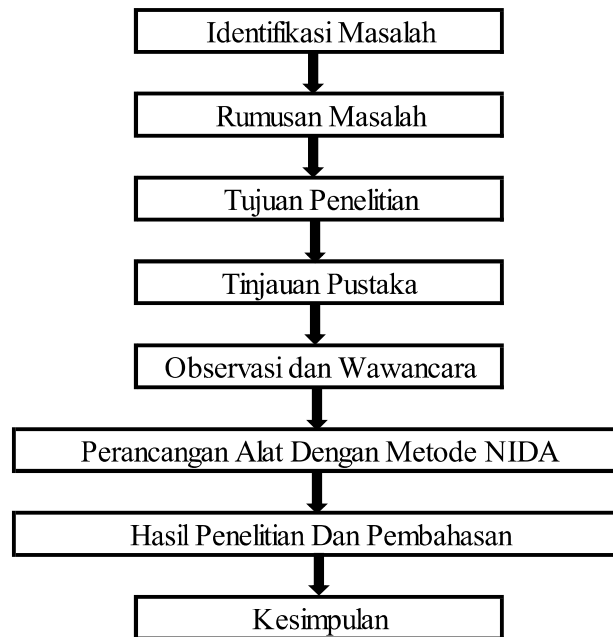 Identifikasi Masalah
Rumusan Masalah
Tujuan Penelitian
Tinjauan Pustaka
Observasi dan Wawancara
Perancangan Alat Dengan Metode NIDA
Hasil Penelitian Dan Pembahasan
Kesimpulan